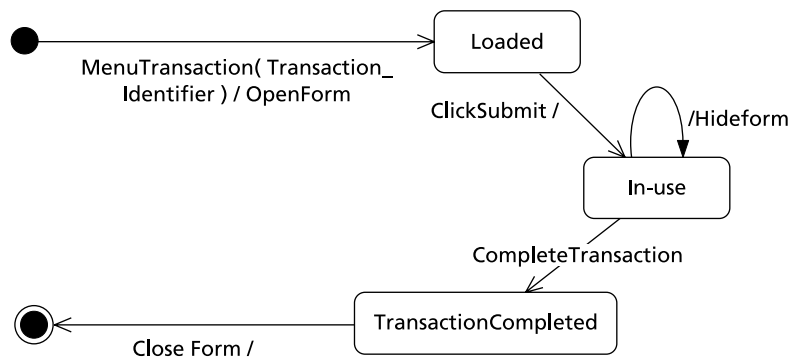 Loaded
MenuTransaction( Transaction_
Identifier ) / OpenForm
ClickSubmit /
/Hideform
In-use
CompleteTransaction
TransactionCompleted
Close Form /